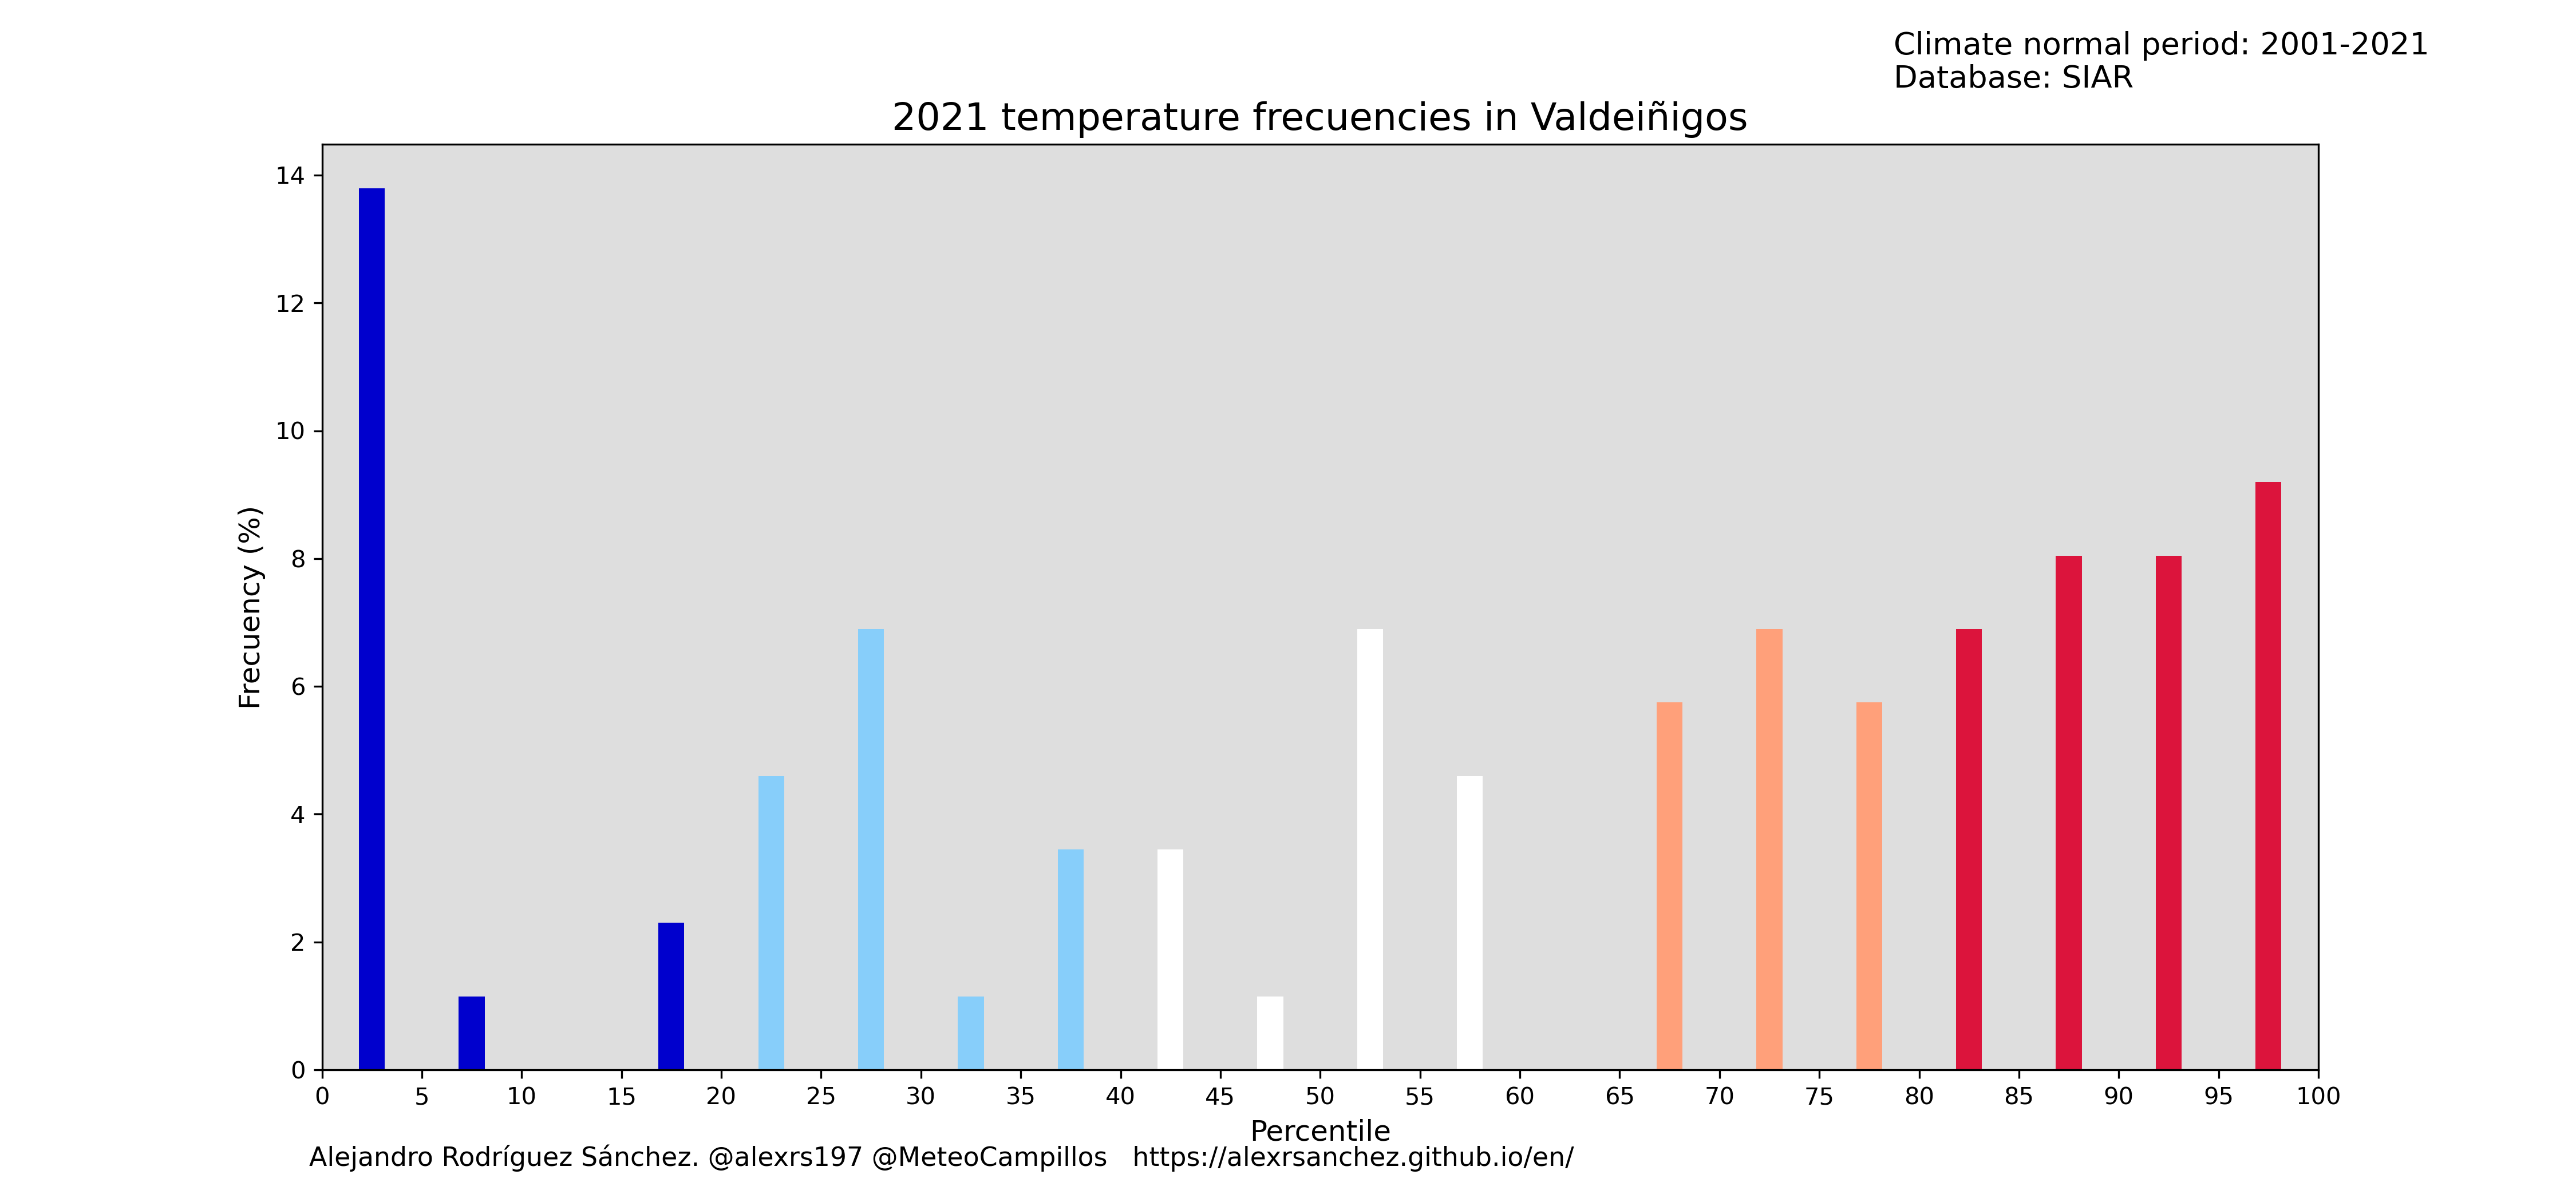 Climate normal period: 2001-2021
Database: SIAR
2021 temperature frecuencies in Valdeiñigos
Frecuency (%)
14
12
10
8
6
4
2
0
0 5 10 15 20 25 30 35 40 45 50 55 60 65 70 75 80 85 90 95 100
Percentile
Alejandro Rodríguez Sánchez. @alexrs197 @MeteoCampillos https://alexrsanchez.github.io/en/